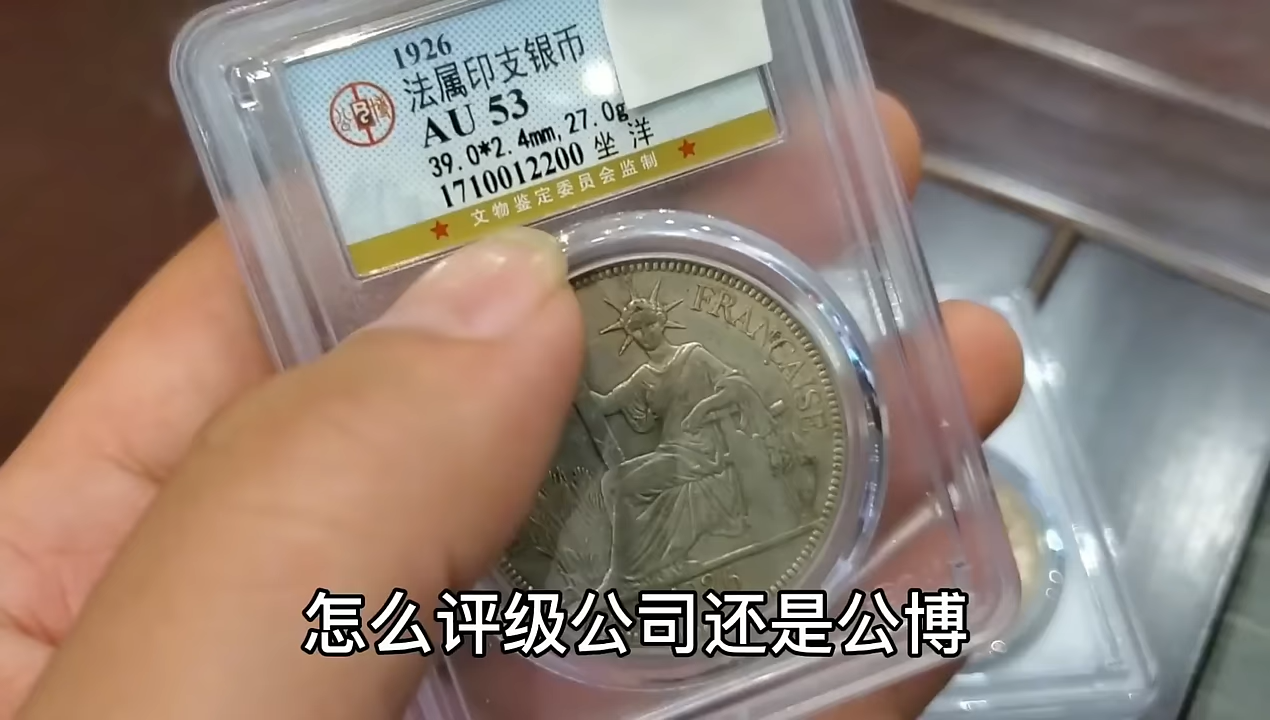 1926
法属印支银币
AU 53
39.0*2.4mm,27.0g
1710012200 坐洋
文物鉴定委员会监制
公博
FRANÇAISE
怎么评级公司还是公博